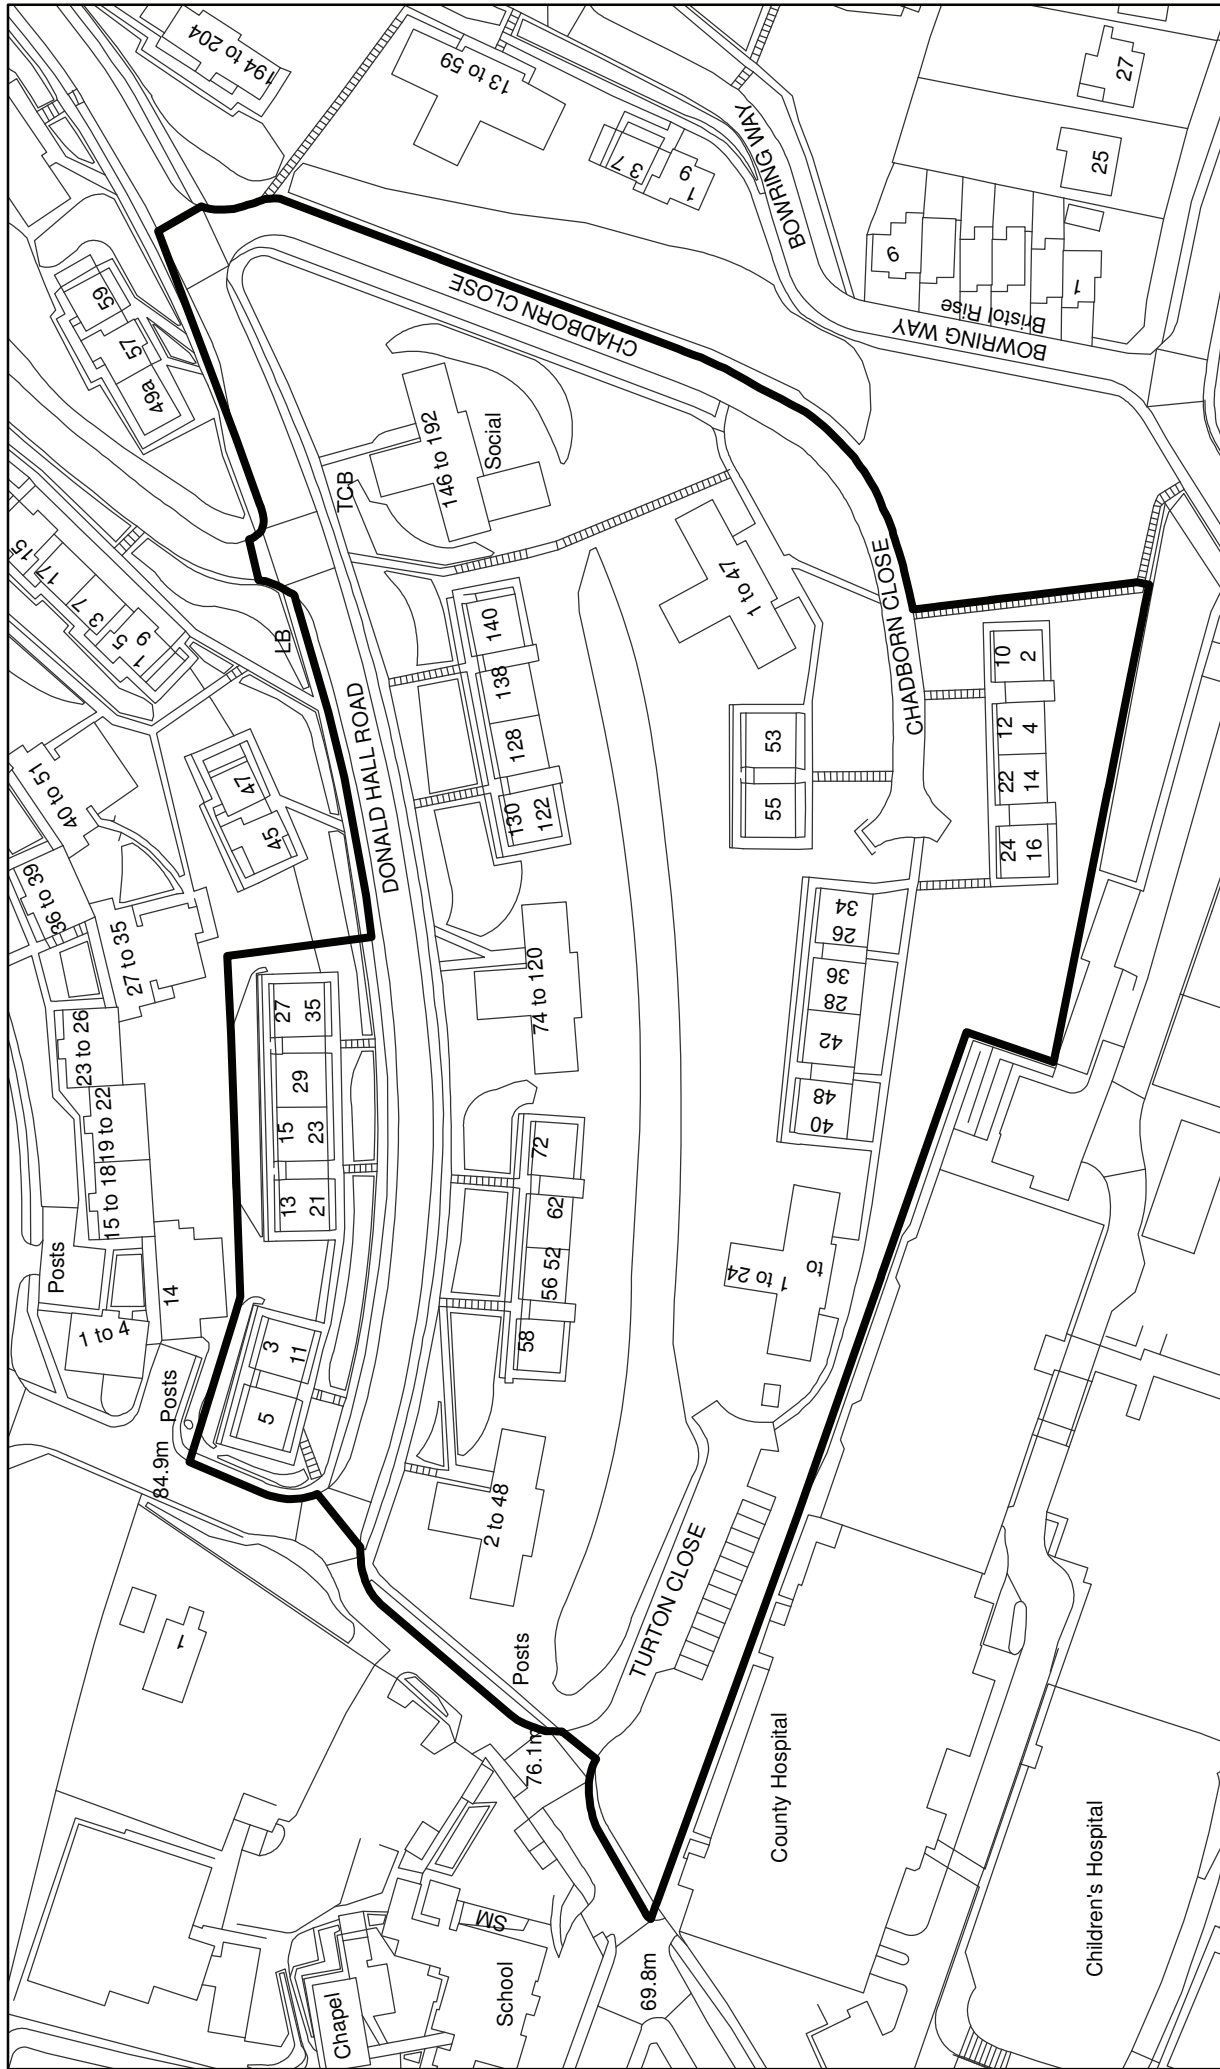 194 to 204
13 to 59
3 7
1 9
BOWRING WAY
BOWRING WAY
27
25
9
1
Bristol Rise
BOWRING WAY
59
57
49a
CHADBORN CLOSE
CHADBORN CLOSE
146 to 192
Social
TCB
LB
15
17
3 7
5
1 9
40 to 51
36 to 39
27 to 35
23 to 26
19 to 22
15 to 18
Posts
14
1 to 4
Posts
84.9m
47
45
DONALD HALL ROAD
140
138
128
130
122
1 to 47
53
55
10
2
12
4
22
14
24
16
34
26
36
28
42
48
40
27
35
29
15
23
13
21
3
11
5
74 to 120
72
62
56 52
58
2 to 48
1 to 24
to
TURTON CLOSE
Posts
76.1m
69.8m
1
SM
School
Chapel
County Hospital
Children's Hospital
CHADBORN CLOSE